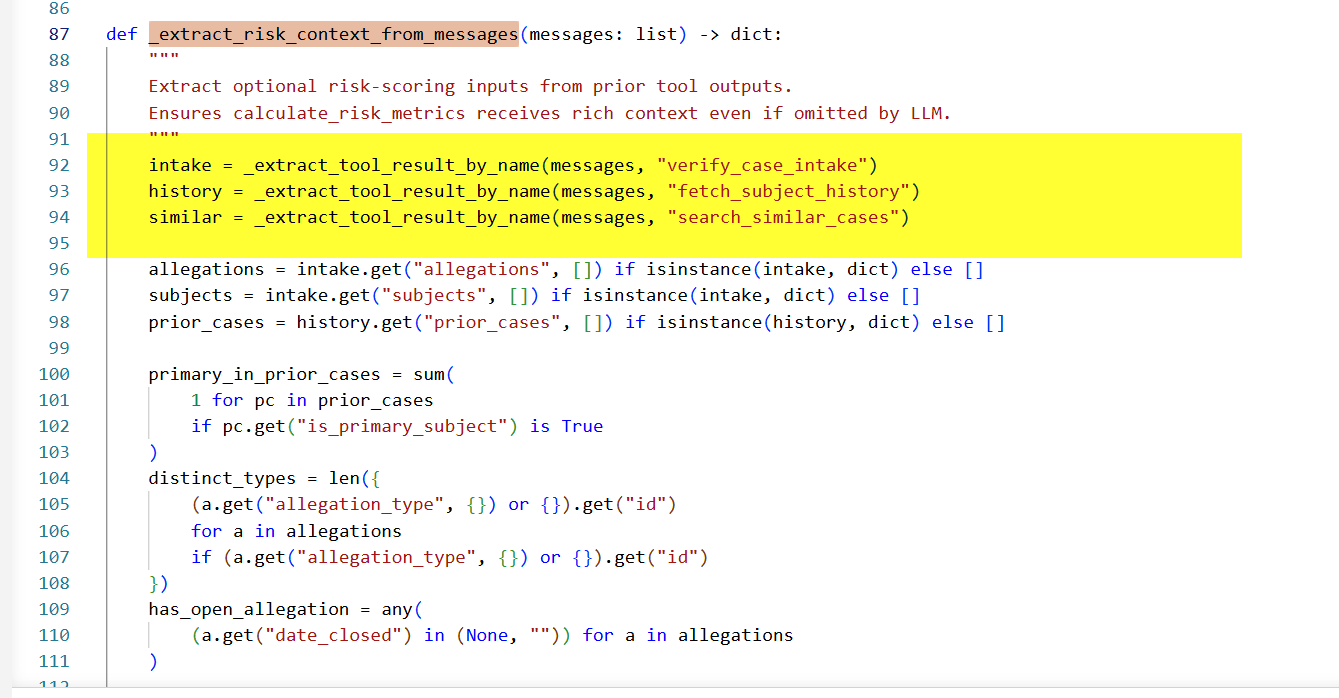 86
87 def _extract_risk_context_from_messages(messages: list) -> dict:
88     """
89     Extract optional risk-scoring inputs from prior tool outputs.
90     Ensures calculate_risk_metrics receives rich context even if omitted by LLM.
91     """
92     intake = _extract_tool_result_by_name(messages, "verify_case_intake")
93     history = _extract_tool_result_by_name(messages, "fetch_subject_history")
94     similar = _extract_tool_result_by_name(messages, "search_similar_cases")
95
96     allegations = intake.get("allegations", []) if isinstance(intake, dict) else []
97     subjects = intake.get("subjects", []) if isinstance(intake, dict) else []
98     prior_cases = history.get("prior_cases", []) if isinstance(history, dict) else []
99
100     primary_in_prior_cases = sum(
101         1 for pc in prior_cases
102         if pc.get("is_primary_subject") is True
103     )
104     distinct_types = len({
105         (a.get("allegation_type", {}) or {}).get("id")
106         for a in allegations
107         if (a.get("allegation_type", {}) or {}).get("id")
108     })
109     has_open_allegation = any(
110         (a.get("date_closed") in (None, "")) for a in allegations
111     )
112